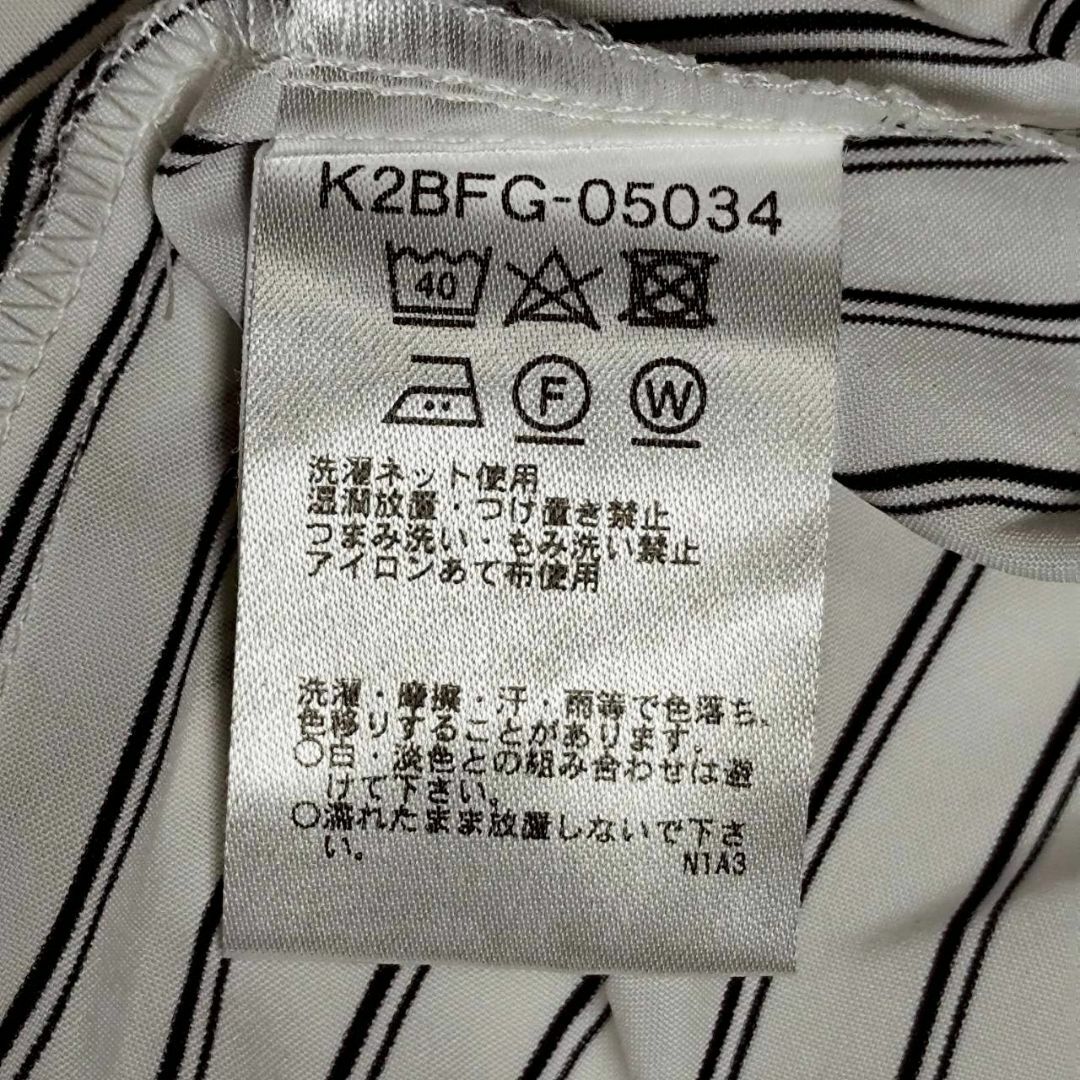 K2BFG-05034
40
F W
洗濯ネット使用
湿潤放置・つけ置き禁止
つまみ洗い・もみ洗い禁止
アイロンあて布使用
洗濯・摩擦・汗・雨等で色落ち、
色移りすることがあります。
○白・淡色との組み合わせは避
けて下さい。
○濡れたまま放置しないで下さ
い。
N1A3